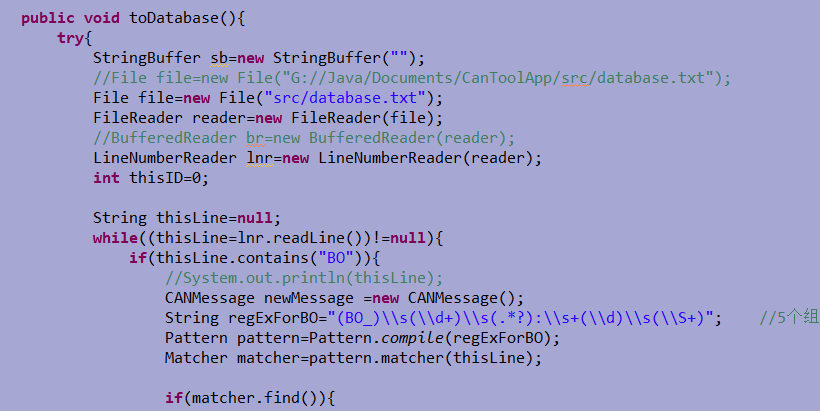 public void toDatabase(){
try{
StringBuffer sb=new StringBuffer("");
//File file=new File("G://Java/Documents/CanToolApp/src/database.txt");
File file=new File("src/database.txt");
FileReader reader=new FileReader(file);
//BufferedReader br=new BufferedReader(reader);
LineNumberReader lnr=new LineNumberReader(reader);
int thisID=0;
String thisLine=null;
while((thisLine=lnr.readLine())!=null){
if(thisLine.contains("BO")){
//System.out.println(thisLine);
CANMessage newMessage =new CANMessage();
String regExForBO="(BO_)\\s(\\d+)\\s(.*?):\\s+(\\d)\\s(\\S+)"; //5个组
Pattern pattern=Pattern.compile(regExForBO);
Matcher matcher=pattern.matcher(thisLine);
if(matcher.find()){